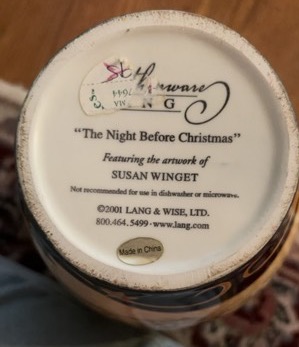 LANG
"The Night Before Christmas"
Featuring the artwork of
SUSAN WINGET
Not recommended for use in dishwasher or microwave.
©2001 LANG & WISE, LTD.
800.464.5499 · www.lang.com
Made in China